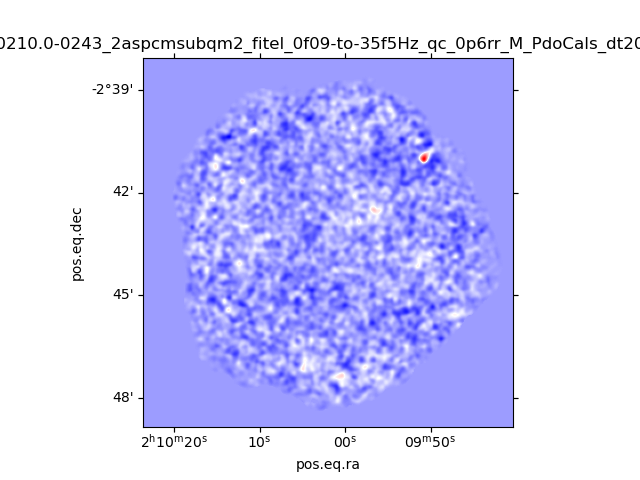 0210.0-0243_2aspcmsubqm2_fitel_0f09-to-35f5Hz_qc_0p6rr_M_PdoCals_dt20
-2°39'
42'
45'
48'
pos.eq.dec
2ʰ10ᵐ20ˢ 10ˢ 00ˢ 09ᵐ50ˢ
pos.eq.ra